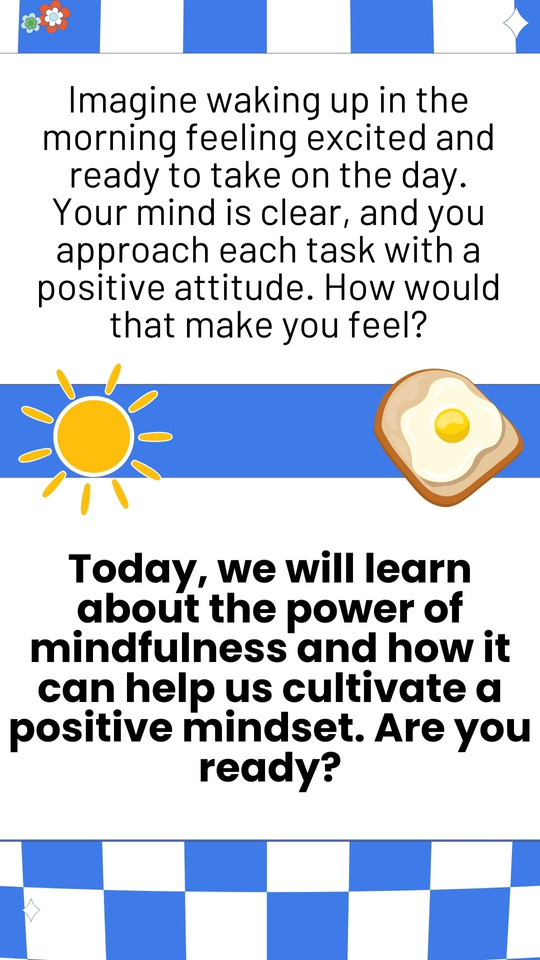 Imagine waking up in the
morning feeling excited and
ready to take on the day.
Your mind is clear, and you
approach each task with a
positive attitude. How would
that make you feel?
Today, we will learn
about the power of
mindfulness and how it
can help us cultivate a
positive mindset. Are you
ready?